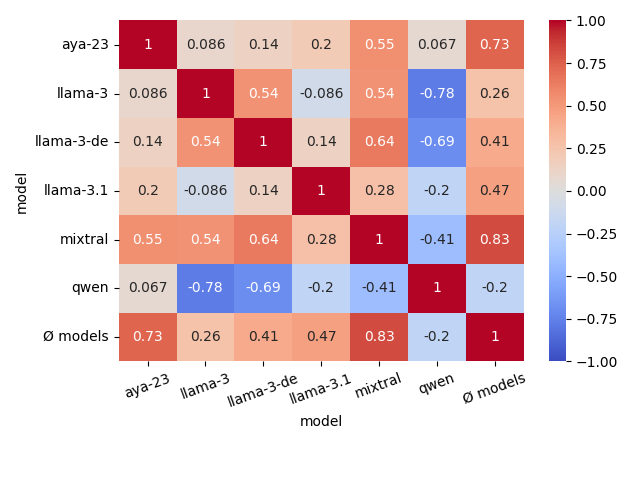 aya-23 1 0.086 0.14 0.2 0.55 0.067 0.73
llama-3 0.086 1 0.54 -0.086 0.54 -0.78 0.26
llama-3-de 0.14 0.54 1 0.14 0.64 -0.69 0.41
llama-3.1 0.2 -0.086 0.14 1 0.28 -0.2 0.47
mixtral 0.55 0.54 0.64 0.28 1 -0.41 0.83
qwen 0.067 -0.78 -0.69 -0.2 -0.41 1 -0.2
Ø models 0.73 0.26 0.41 0.47 0.83 -0.2 1
aya-23 llama-3 llama-3-de llama-3.1 mixtral qwen Ø models
model
model
1.00
0.75
0.50
0.25
0.00
−0.25
−0.50
−0.75
−1.00